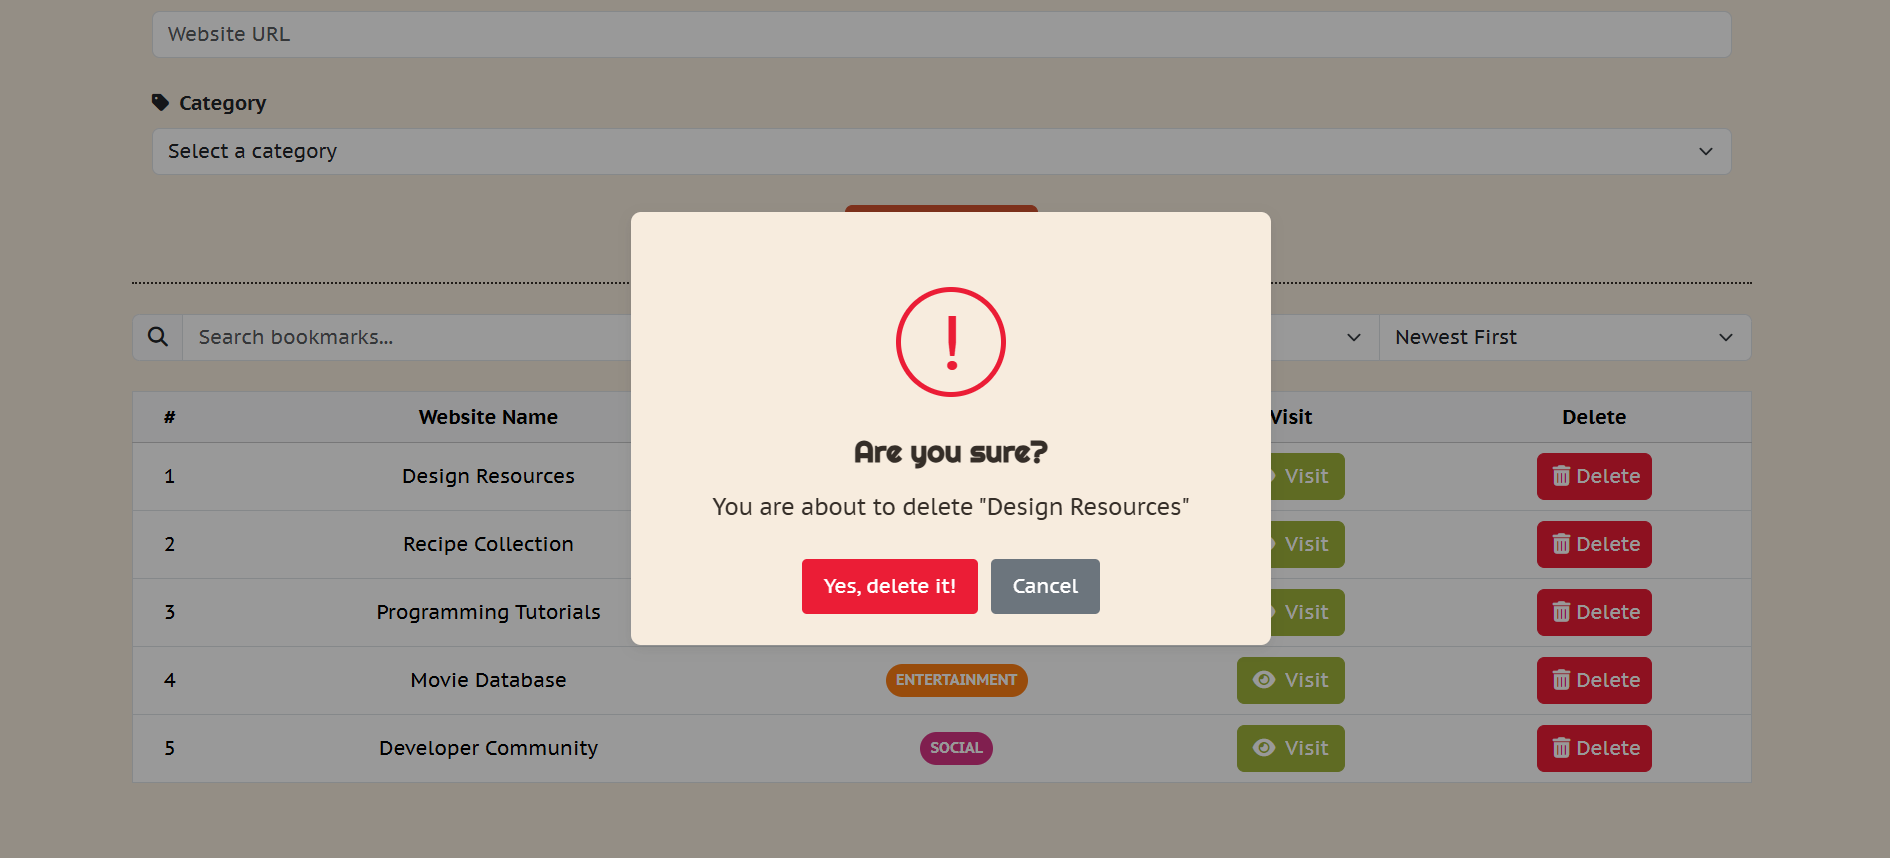 Website URL
Category
Select a category
Search bookmarks...
Newest First
# Website Name Visit Delete
1 Design Resources Visit Delete
2 Recipe Collection Visit Delete
3 Programming Tutorials Visit Delete
4 Movie Database ENTERTAINMENT Visit Delete
5 Developer Community SOCIAL Visit Delete
!
Are you sure?
You are about to delete "Design Resources"
Yes, delete it! Cancel